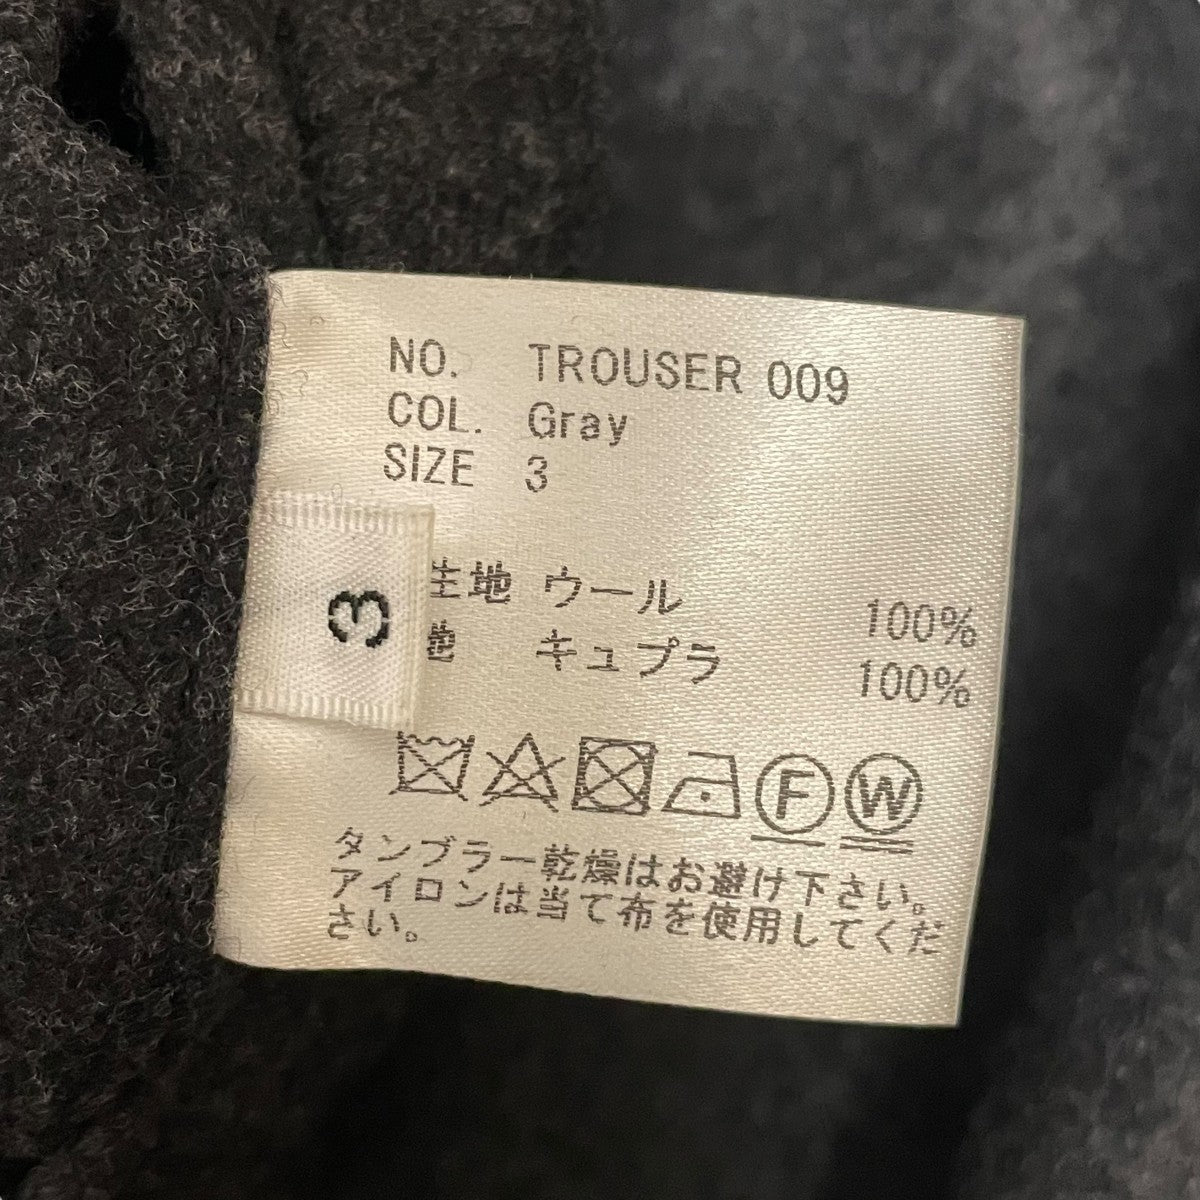 NO. TROUSER 009
COL. Gray
SIZE 3
3
生地 ウール 100%
地 キュプラ 100%
F W
タンブラー乾燥はお避け下さい。
アイロンは当て布を使用してくだ
さい。